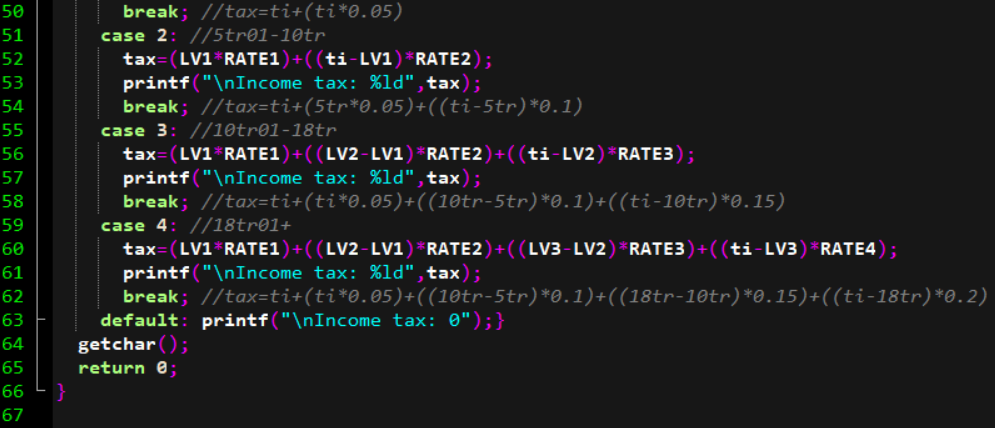 50 break; //tax=ti+(ti*0.05)
51 case 2: //5tr01-10tr
52 tax=(LV1*RATE1)+((ti-LV1)*RATE2);
53 printf("\nIncome tax: %ld",tax);
54 break; //tax=ti+(5tr*0.05)+((ti-5tr)*0.1)
55 case 3: //10tr01-18tr
56 tax=(LV1*RATE1)+((LV2-LV1)*RATE2)+((ti-LV2)*RATE3);
57 printf("\nIncome tax: %ld",tax);
58 break; //tax=ti+(ti*0.05)+((10tr-5tr)*0.1)+((ti-10tr)*0.15)
59 case 4: //18tr01+
60 tax=(LV1*RATE1)+((LV2-LV1)*RATE2)+((LV3-LV2)*RATE3)+((ti-LV3)*RATE4);
61 printf("\nIncome tax: %ld",tax);
62 break; //tax=ti+(ti*0.05)+((10tr-5tr)*0.1)+((18tr-10tr)*0.15)+((ti-18tr)*0.2)
63 default: printf("\nIncome tax: 0");}
64 getchar();
65 return 0;
66 }
67